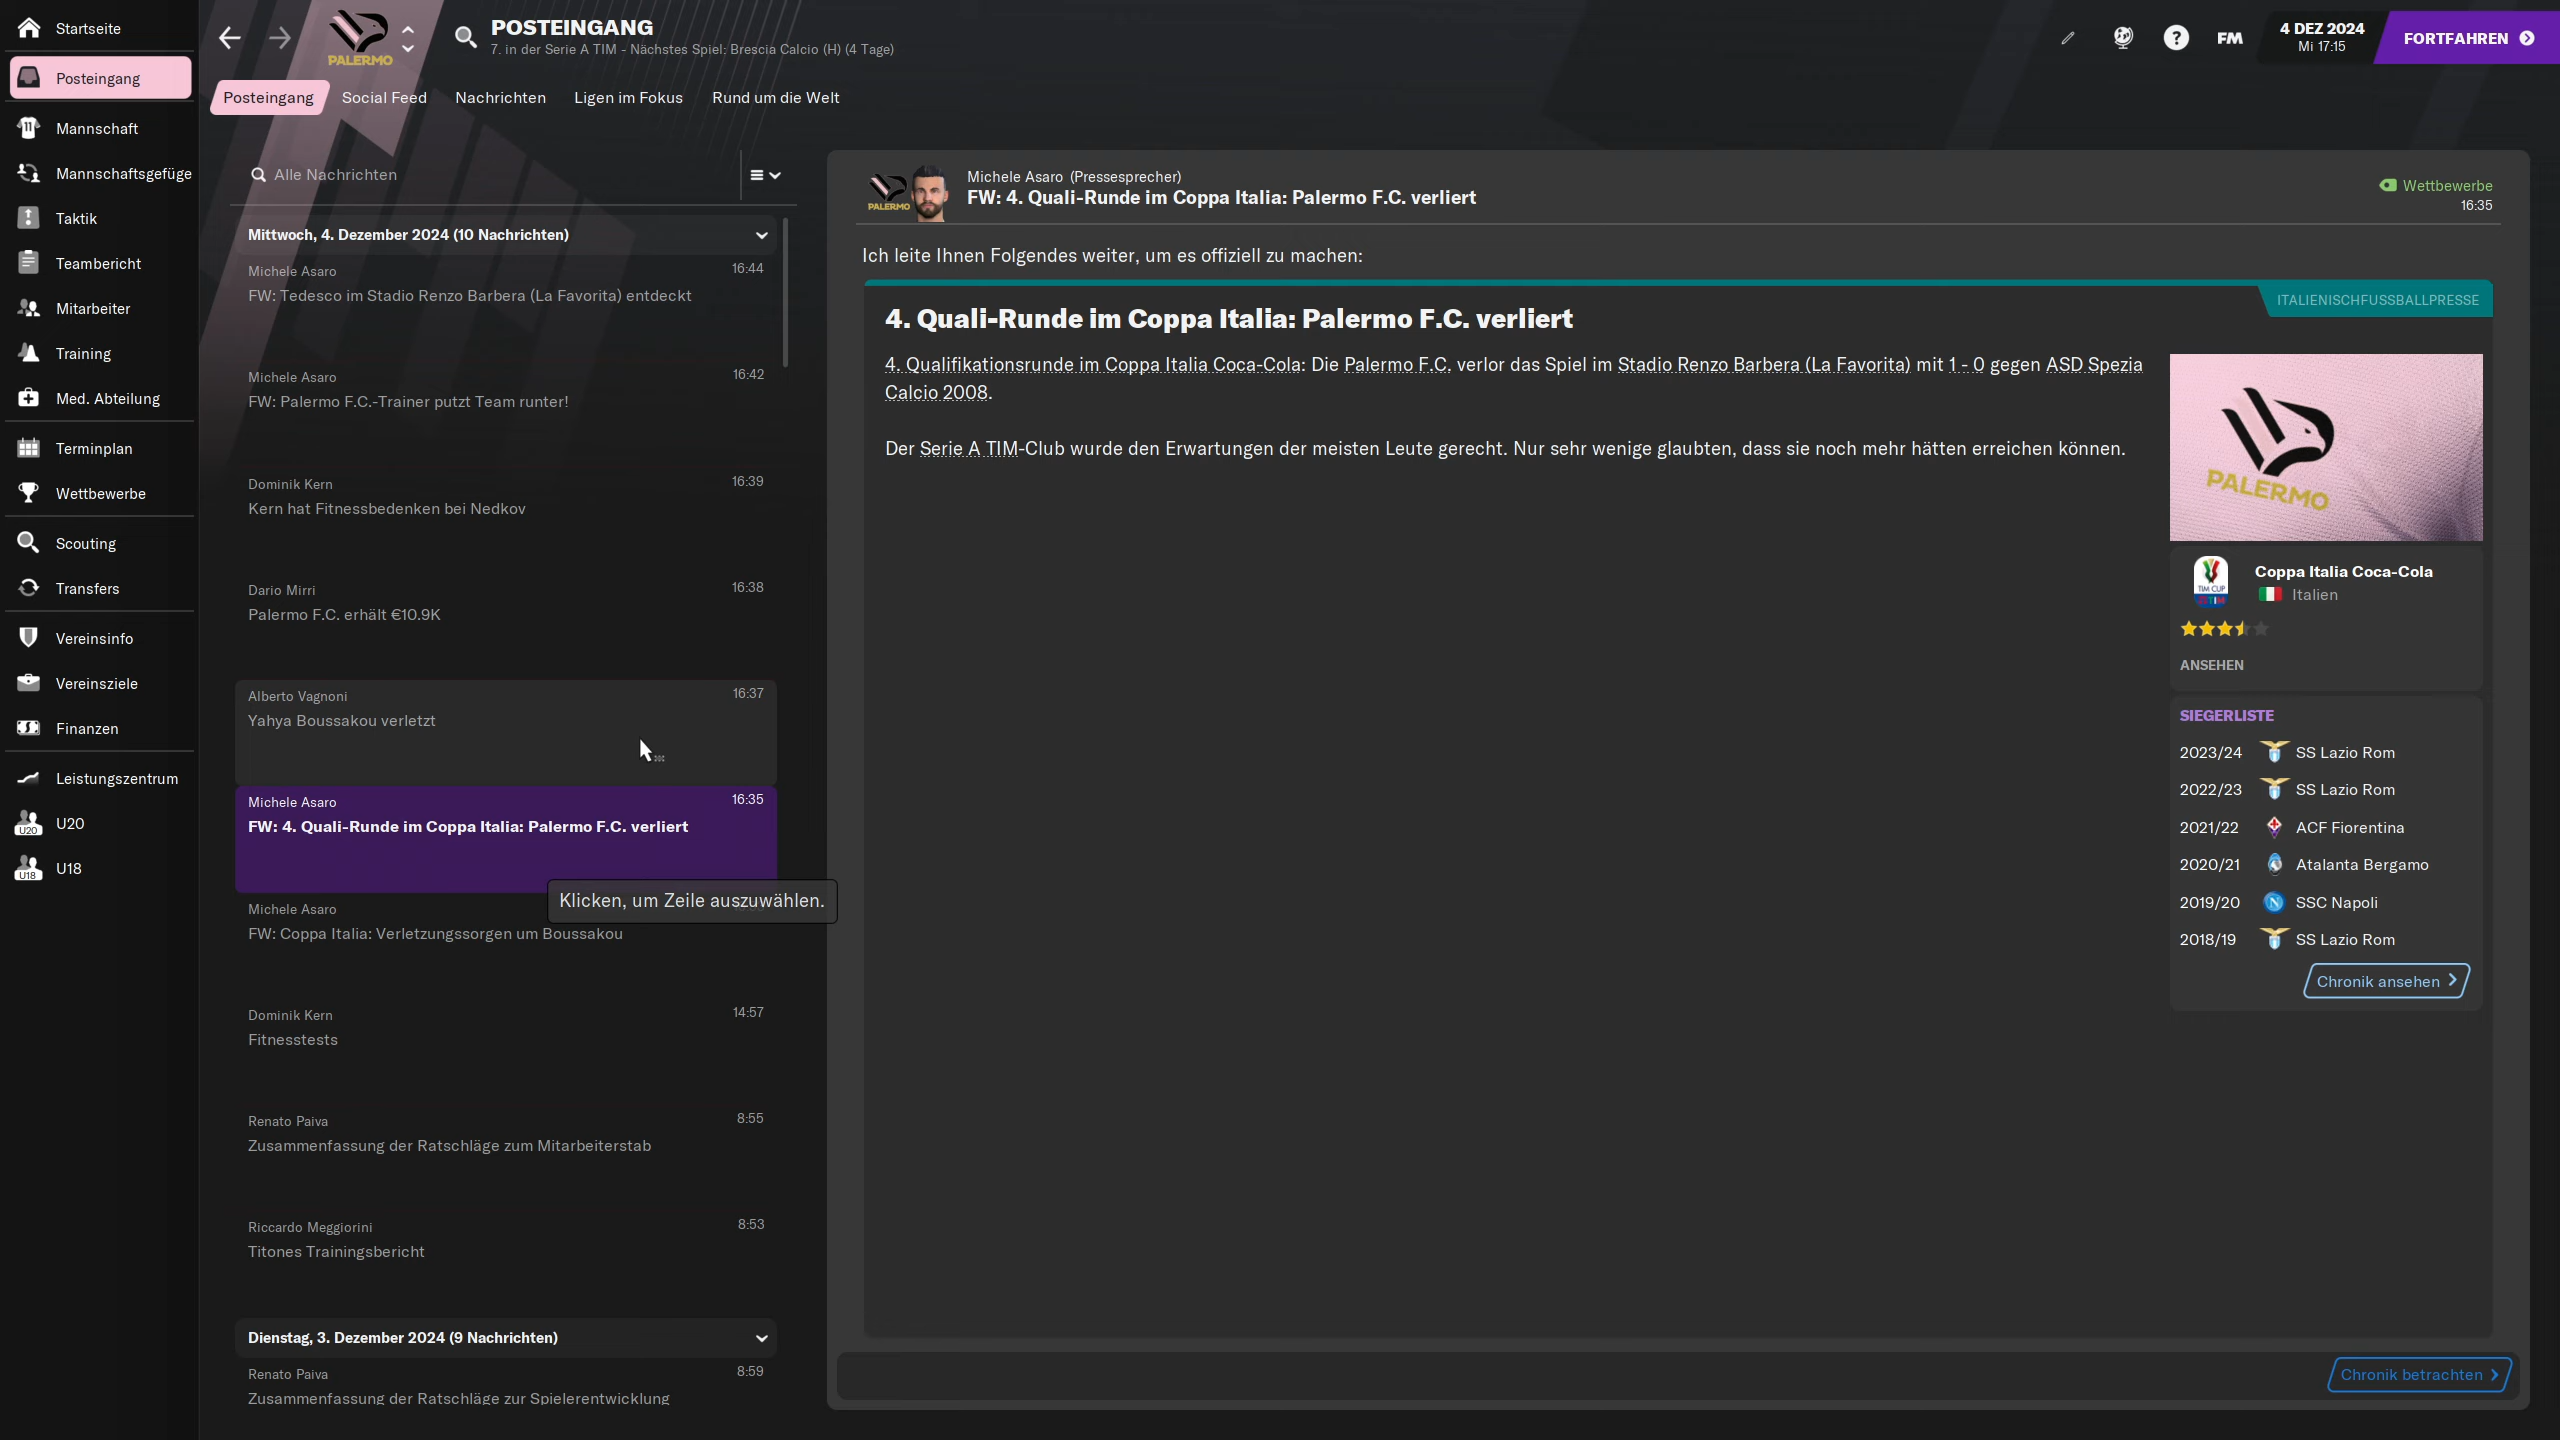 Startseite
Posteingang
Mannschaft
Mannschaftsgefüge
Taktik
Teambericht
Mitarbeiter
Training
Med. Abteilung
Terminplan
Wettbewerbe
Scouting
Transfers
Vereinsinfo
Vereinsziele
Finanzen
Leistungszentrum
U20
U20
U18
U18
PALERMO
POSTEINGANG
7. in der Serie A TIM - Nächstes Spiel: Brescia Calcio (H) (4 Tage)
FM
4 DEZ 2024
Mi 17:15
FORTFAHREN
Posteingang
Social Feed
Nachrichten
Ligen im Fokus
Rund um die Welt
Alle Nachrichten
Mittwoch, 4. Dezember 2024 (10 Nachrichten)
Michele Asaro 16:44
FW: Tedesco im Stadio Renzo Barbera (La Favorita) entdeckt
Michele Asaro 16:42
FW: Palermo F.C.-Trainer putzt Team runter!
Dominik Kern 16:39
Kern hat Fitnessbedenken bei Nedkov
Dario Mirri 16:38
Palermo F.C. erhält €10.9K
Alberto Vagnoni 16:37
Yahya Boussakou verletzt
Michele Asaro 16:35
FW: 4. Quali-Runde im Coppa Italia: Palermo F.C. verliert
Klicken, um Zeile auszuwählen.
Michele Asaro
FW: Coppa Italia: Verletzungssorgen um Boussakou
Dominik Kern 14:57
Fitnesstests
Renato Paiva 8:55
Zusammenfassung der Ratschläge zum Mitarbeiterstab
Riccardo Meggiorini 8:53
Titones Trainingsbericht
Dienstag, 3. Dezember 2024 (9 Nachrichten)
Renato Paiva 8:59
Zusammenfassung der Ratschläge zur Spielerentwicklung
PALERMO
Michele Asaro (Pressesprecher)
FW: 4. Quali-Runde im Coppa Italia: Palermo F.C. verliert
Wettbewerbe
16:35
Ich leite Ihnen Folgendes weiter, um es offiziell zu machen:
ITALIENISCHFUSSBALLPRESSE
4. Quali-Runde im Coppa Italia: Palermo F.C. verliert
4. Qualifikationsrunde im Coppa Italia Coca-Cola: Die Palermo F.C. verlor das Spiel im Stadio Renzo Barbera (La Favorita) mit 1 - 0 gegen ASD Spezia
Calcio 2008.
Der Serie A TIM-Club wurde den Erwartungen der meisten Leute gerecht. Nur sehr wenige glaubten, dass sie noch mehr hätten erreichen können.
PALERMO
TIM CUP
Coppa Italia Coca-Cola
Italien
ANSEHEN
SIEGERLISTE
2023/24 SS Lazio Rom
2022/23 SS Lazio Rom
2021/22 ACF Fiorentina
2020/21 Atalanta Bergamo
2019/20 SSC Napoli
2018/19 SS Lazio Rom
Chronik ansehen
Chronik betrachten